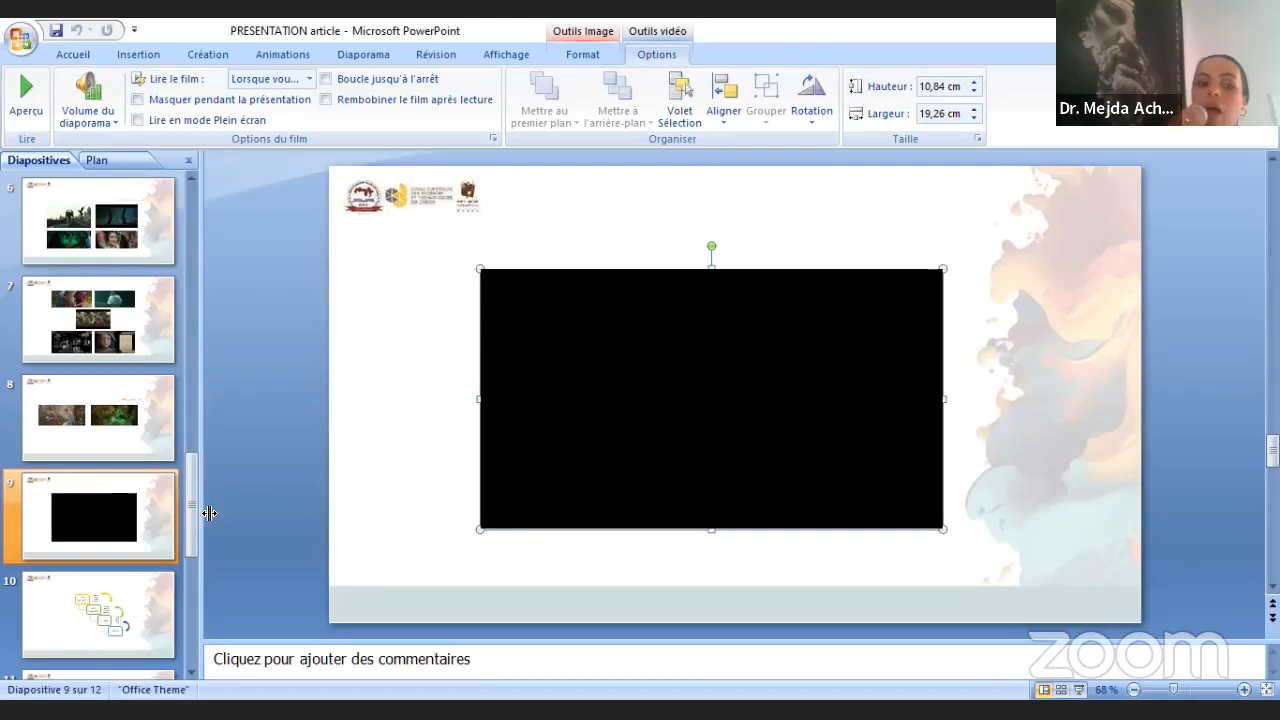 PRESENTATION article - Microsoft PowerPoint
Outils Image
Outils vidéo
Accueil
Insertion
Création
Animations
Diaporama
Révision
Affichage
Format
Options
Aperçu
Volume du
diaporama
Lire le film :
Lorsque vou...
Masquer pendant la présentation
Lire en mode Plein écran
Boucle jusqu'à l'arrêt
Rembobiner le film après lecture
Mettre au
premier plan
Mettre à
l'arrière-plan
Volet
Sélection
Aligner
Grouper
Rotation
Hauteur :
10,84 cm
Largeur :
19,26 cm
Lire
Options du film
Organiser
Taille
Dr. Mejda Ach...
Diapositives
Plan
6
7
8
9
10
Cliquez pour ajouter des commentaires
zoom
Diapositive 9 sur 12
"Office Theme"
68 %